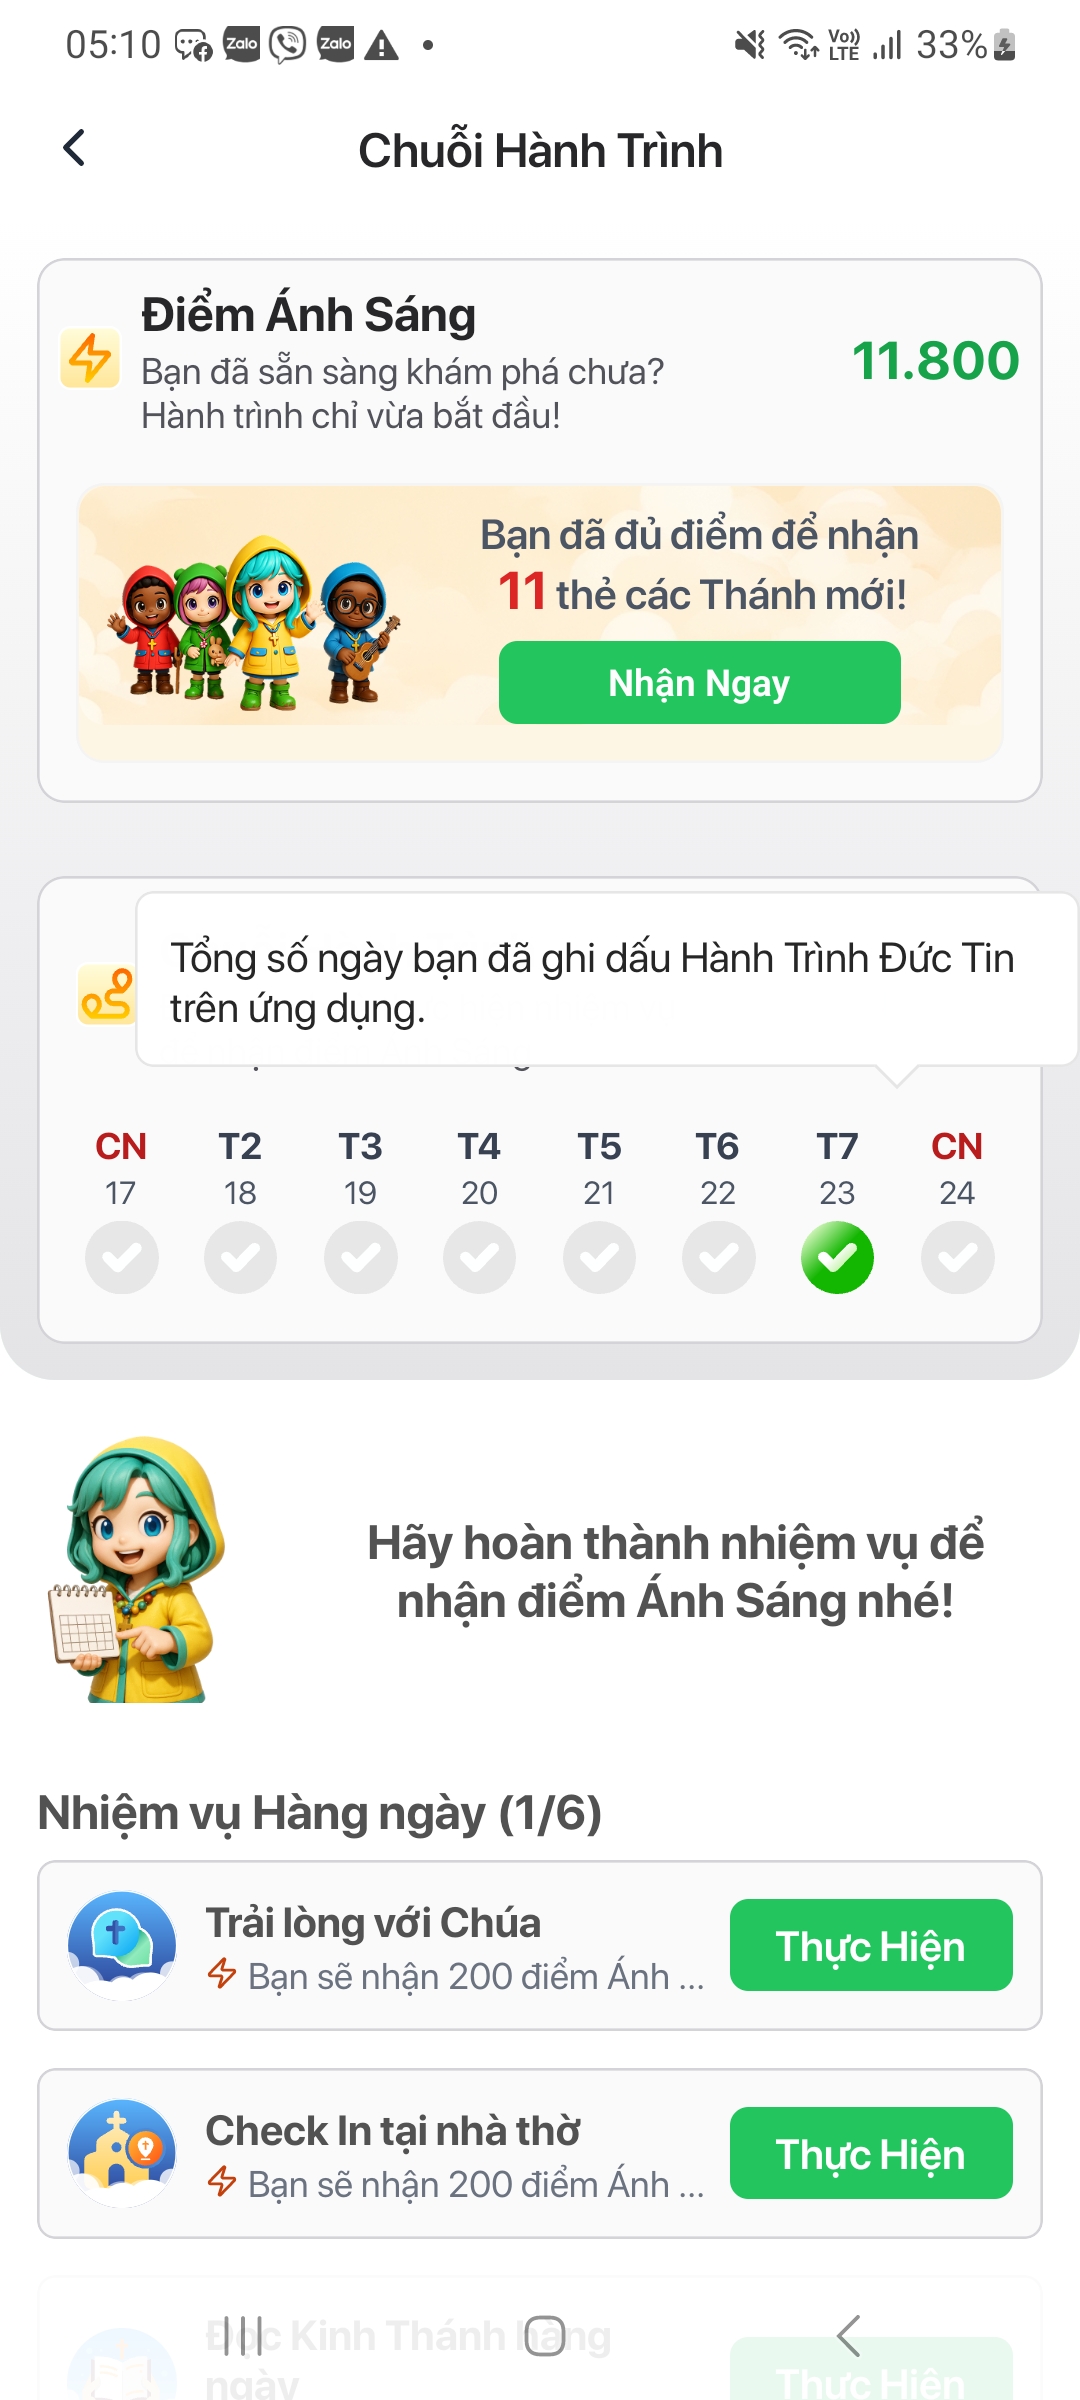 05:10
Zalo
Zalo
Vo))
LTE
33%
Chuỗi Hành Trình
Điểm Ánh Sáng
Bạn đã sẵn sàng khám phá chưa?
Hành trình chỉ vừa bắt đầu!
11.800
Bạn đã đủ điểm để nhận
11 thẻ các Thánh mới!
Nhận Ngay
Tổng số ngày bạn đã ghi dấu Hành Trình Đức Tin
trên ứng dụng.
CN T2 T3 T4 T5 T6 T7 CN
17 18 19 20 21 22 23 24
Hãy hoàn thành nhiệm vụ để
nhận điểm Ánh Sáng nhé!
Nhiệm vụ Hàng ngày (1/6)
Trải lòng với Chúa
Bạn sẽ nhận 200 điểm Ánh ...
Thực Hiện
Check In tại nhà thờ
Bạn sẽ nhận 200 điểm Ánh ...
Thực Hiện
Đọc Kinh Thánh hàng
ngày
Thực Hiện